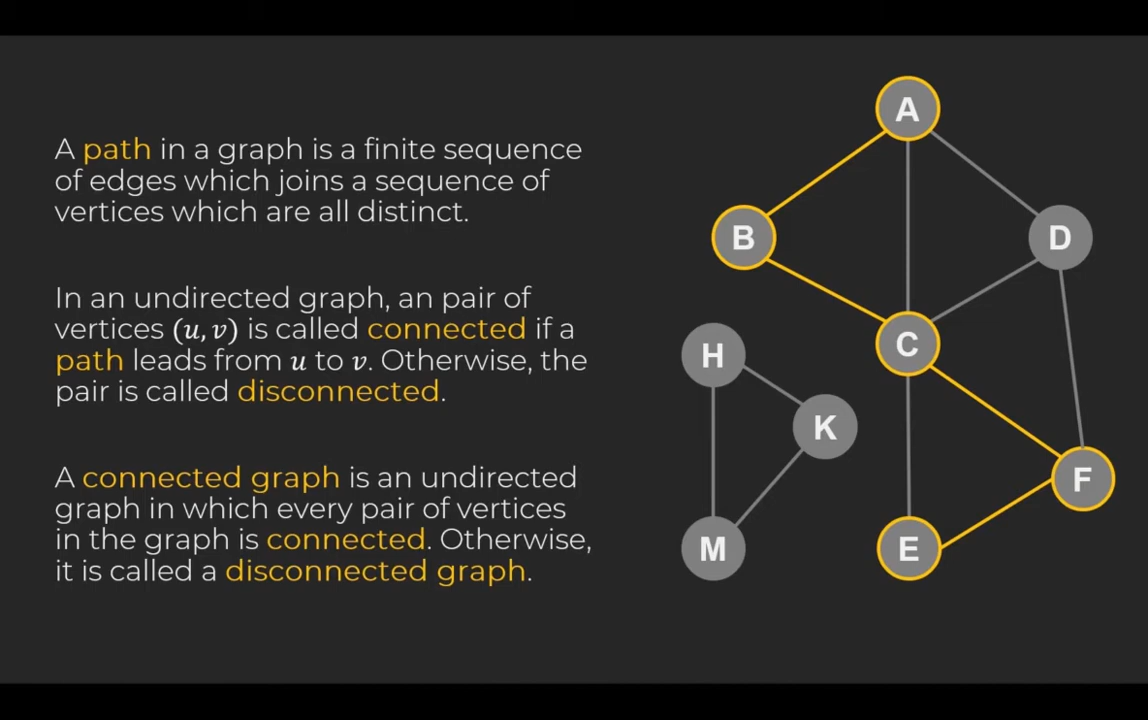 A path in a graph is a finite sequence
of edges which joins a sequence of
vertices which are all distinct.
In an undirected graph, an pair of
vertices (u, v) is called connected if a
path leads from u to v. Otherwise, the
pair is called disconnected.
A connected graph is an undirected
graph in which every pair of vertices
in the graph is connected. Otherwise,
it is called a disconnected graph.
A
B
D
C
H
K
F
M
E